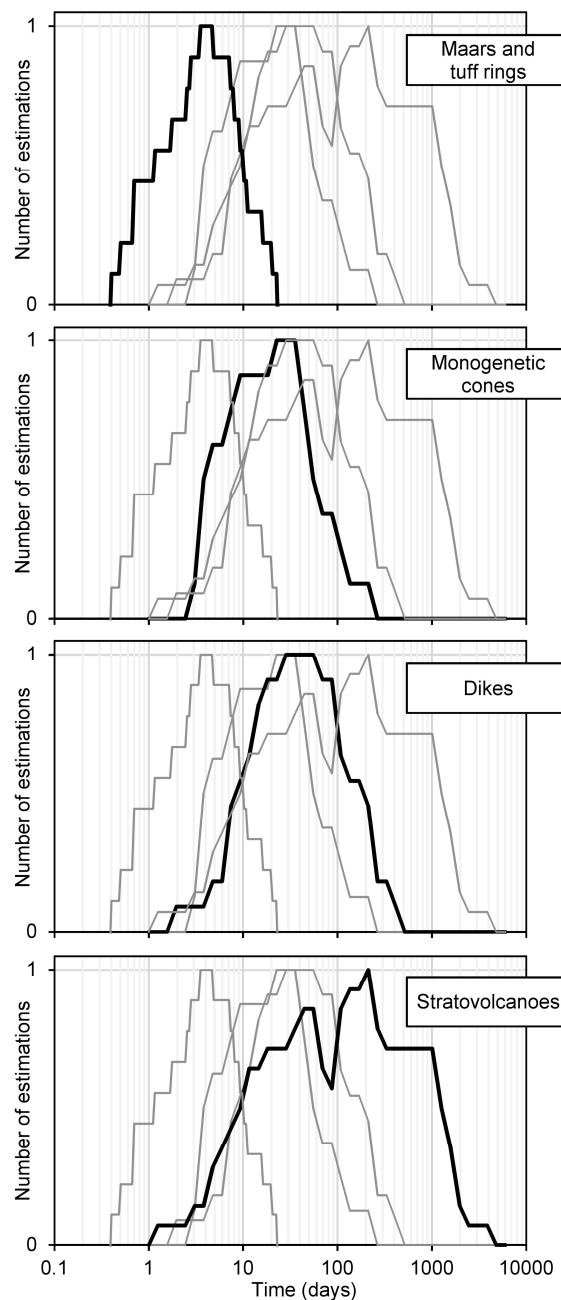 1
Maars and
tuff rings
Number of estimations
0
1
Monogenetic
cones
Number of estimations
0
1
Dikes
Number of estimations
0
1
Stratovolcanoes
Number of estimations
0
0.1 1 10 100 1000 10000
Time (days)